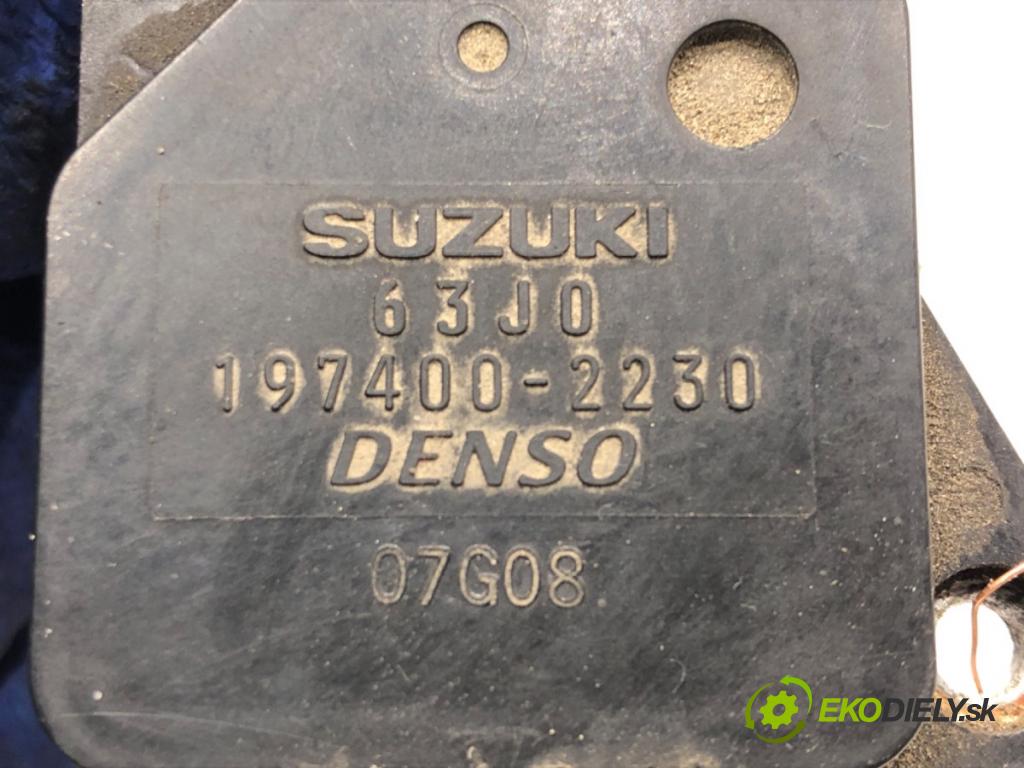 SUZUKI
63J0
197400-2230
DENSO
07G08
EKODIELY.sk